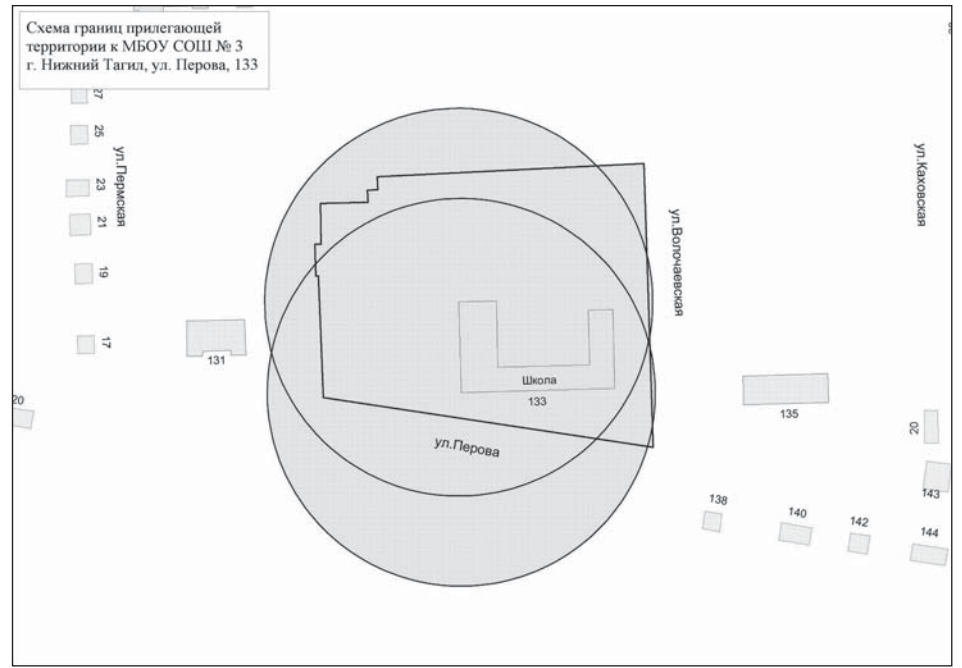 Схема границ прилегающей
территории к МБОУ СОШ № 3
г. Нижний Тагил, ул. Перова, 133
27
25
ул.Пермская
23
21
19
17
131
20
ул.Каховская
ул.Волочаевская
Школа
133
ул.Перова
135
20
143
138
140
142
144